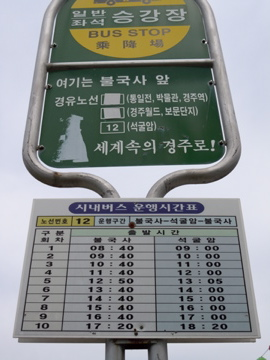 일반
좌석 승강장
BUS STOP
乗降場
여기는 불국사 앞
경유노선 (통일전, 박물관, 경주역)
(경주월드, 보문단지)
12 (석굴암)
세계속의 경주로!
시내버스 운행시간표
노선번호 12 운행구간 불국사-석굴암-불국사
구분 출발시간
회차 불국사 석굴암
1 08:40 09:00
2 09:40 10:00
3 10:40 11:00
4 11:40 12:00
5 12:50 13:05
6 13:40 14:00
7 14:40 15:00
8 15:40 16:00
9 16:40 17:00
10 17:20 18:20